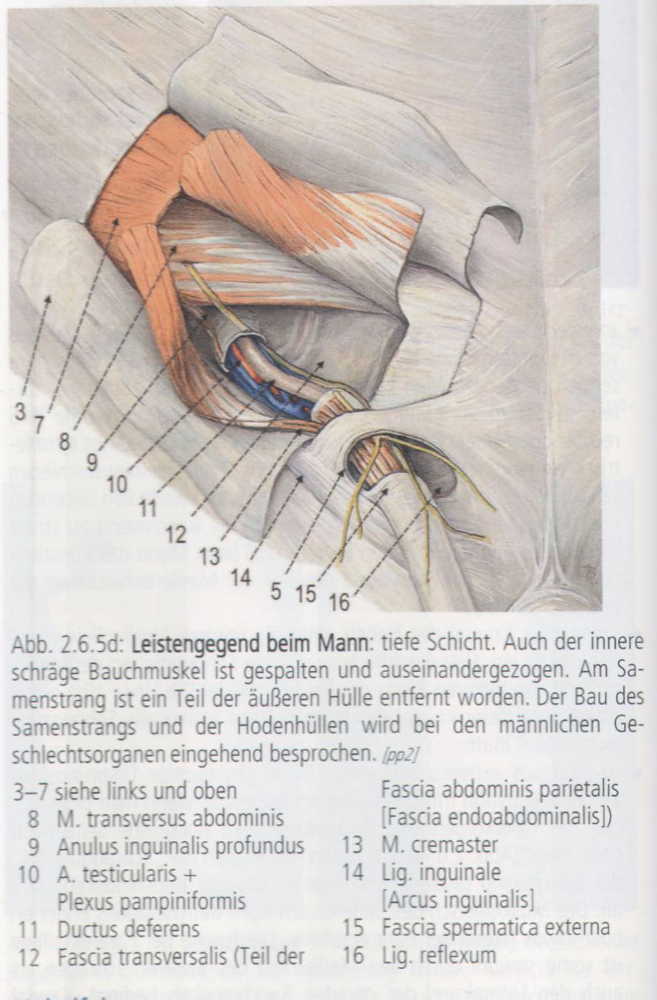 3
7
8
9
10
11
12
13
14
5
15
16
Abb. 2.6.5d: Leistengegend beim Mann: tiefe Schicht. Auch der innere
schräge Bauchmuskel ist gespalten und auseinandergezogen. Am Sa-
menstrang ist ein Teil der äußeren Hülle entfernt worden. Der Bau des
Samenstrangs und der Hodenhüllen wird bei den männlichen Ge-
schlechtsorganen eingehend besprochen. [pp2]
3–7 siehe links und oben
8 M. transversus abdominis
9 Anulus inguinalis profundus
10 A. testicularis +
Plexus pampiniformis
11 Ductus deferens
12 Fascia transversalis (Teil der
Fascia abdominis parietalis
[Fascia endoabdominalis])
13 M. cremaster
14 Lig. inguinale
[Arcus inguinalis]
15 Fascia spermatica externa
16 Lig. reflexum